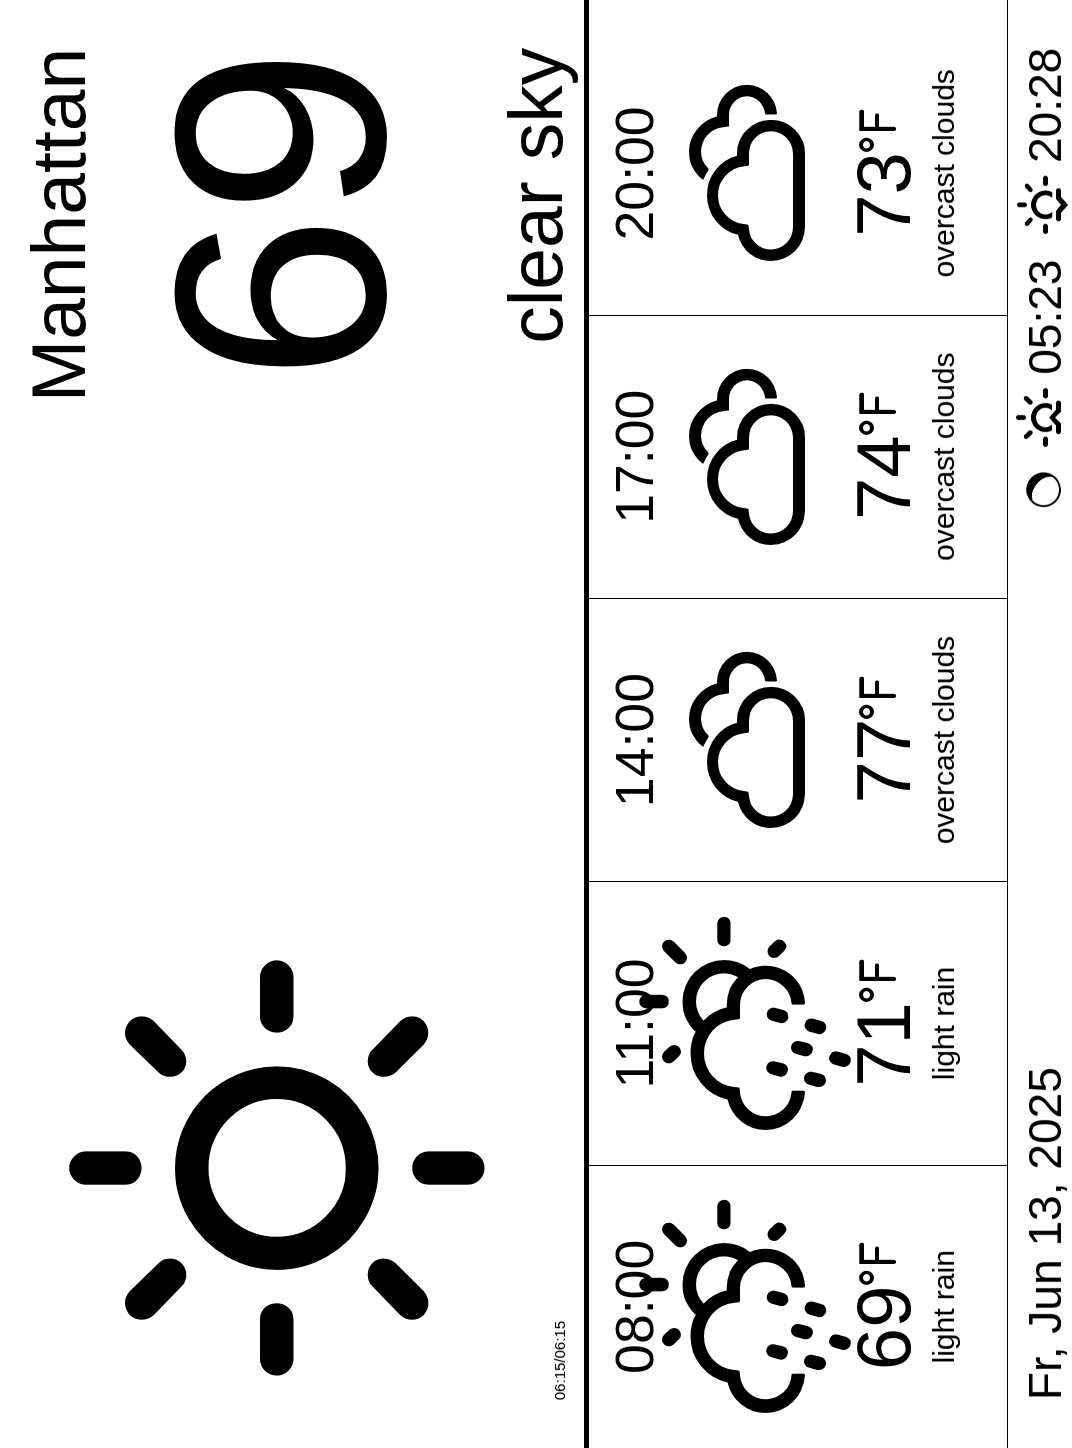 Manhattan
69
clear sky
06:15/06:15
08:00
69°F
light rain
11:00
71°F
light rain
14:00
77°F
overcast clouds
17:00
74°F
overcast clouds
20:00
73°F
overcast clouds
Fr, Jun 13, 2025
05:23 20:28